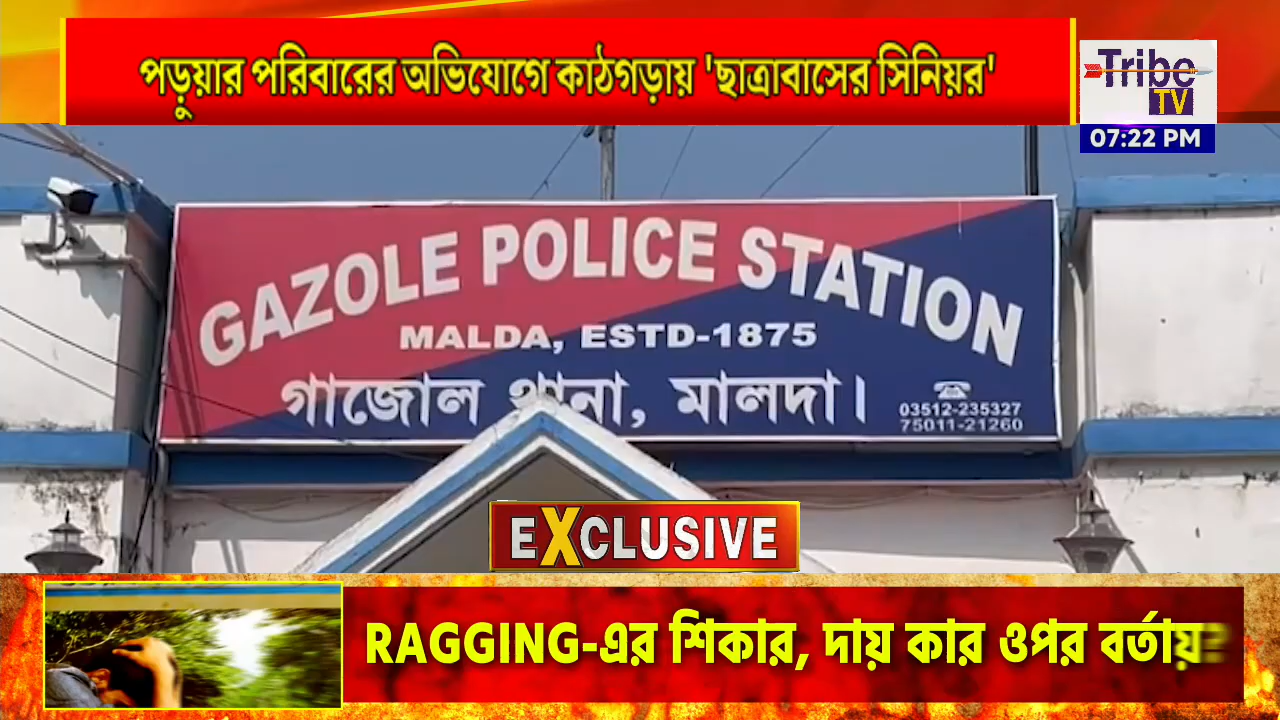 পড়ুয়ার পরিবারের অভিযোগে কাঠগড়ায় 'ছাত্রাবাসের সিনিয়র'
Tribe
TV
07:22 PM
GAZOLE POLICE STATION
MALDA, ESTD-1875
গাজোল থানা, মালদা।
03512-235327
75011-21260
EXCLUSIVE
RAGGING-এর শিকার, দায় কার ওপর বর্তায়?